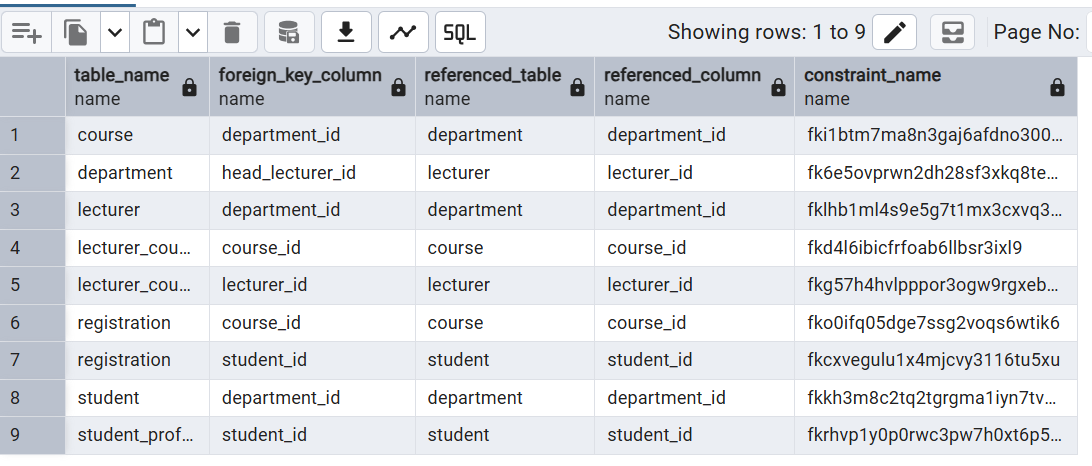 SQL Showing rows: 1 to 9 Page No:
table_name foreign_key_column referenced_table referenced_column constraint_name
name name name name name
1 course department_id department department_id fki1btm7ma8n3gaj6afdno300...
2 department head_lecturer_id lecturer lecturer_id fk6e5ovprwn2dh28sf3xkq8te...
3 lecturer department_id department department_id fklhb1ml4s9e5g7t1mx3cxvq3...
4 lecturer_cou... course_id course course_id fkd4l6ibicfrfoab6llbsr3ixl9
5 lecturer_cou... lecturer_id lecturer lecturer_id fkg57h4hvlpppor3ogw9rgxeb...
6 registration course_id course course_id fko0ifq05dge7ssg2voqs6wtik6
7 registration student_id student student_id fkcxvegulu1x4mjcvy3116tu5xu
8 student department_id department department_id fkkh3m8c2tq2tgrgma1iyn7tv...
9 student_prof... student_id student student_id fkrhvp1y0p0rwc3pw7h0xt6p5...